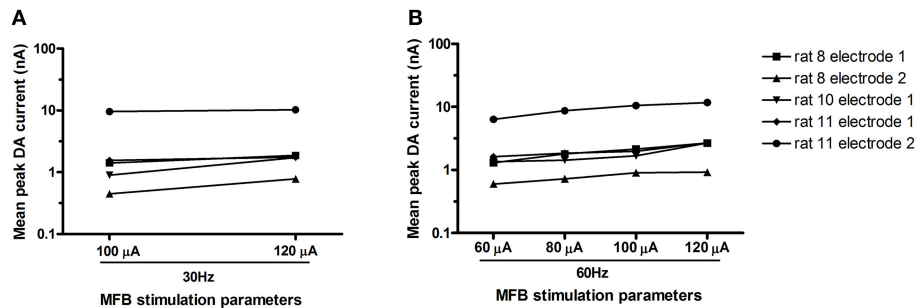 A
Mean peak DA current (nA)
100
10
1
0.1
100 µA
120 µA
30Hz
MFB stimulation parameters
B
Mean peak DA current (nA)
100
10
1
0.1
60 µA
80 µA
100 µA
120 µA
60Hz
MFB stimulation parameters
rat 8 electrode 1
rat 8 electrode 2
rat 10 electrode 1
rat 11 electrode 1
rat 11 electrode 2